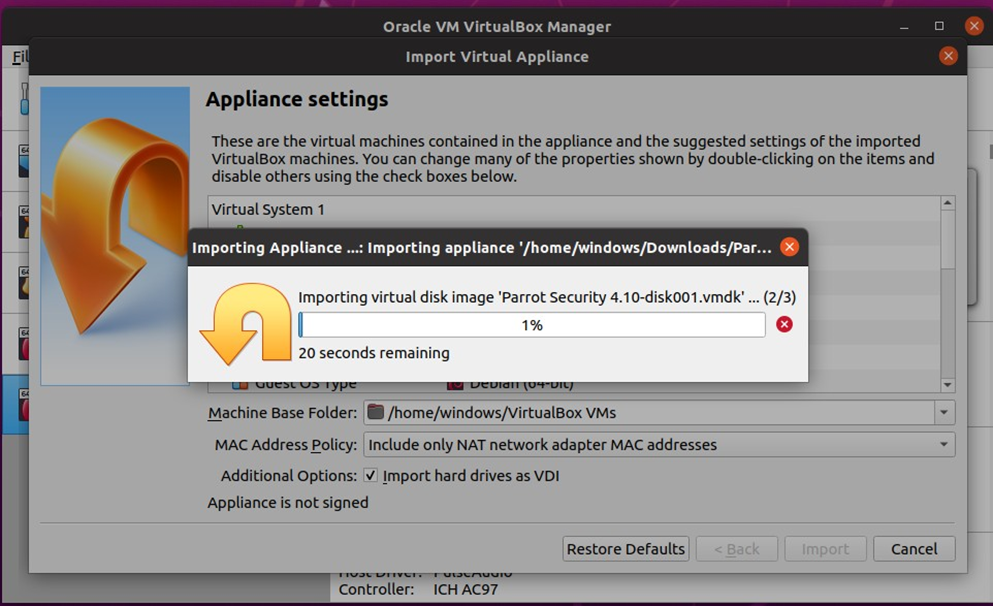 Oracle VM VirtualBox Manager
Import Virtual Appliance
Appliance settings
These are the virtual machines contained in the appliance and the suggested settings of the imported
VirtualBox machines. You can change many of the properties shown by double-clicking on the items and
disable others using the check boxes below.
Virtual System 1
Importing Appliance ...: Importing appliance '/home/windows/Downloads/Par...
Importing virtual disk image 'Parrot Security 4.10-disk001.vmdk' ... (2/3)
1%
20 seconds remaining
Guest OS Type Debian (64-bit)
Machine Base Folder: /home/windows/VirtualBox VMs
MAC Address Policy: Include only NAT network adapter MAC addresses
Additional Options: Import hard drives as VDI
Appliance is not signed
Restore Defaults < Back Import Cancel
Host Driver: PulseAudio
Controller: ICH AC97